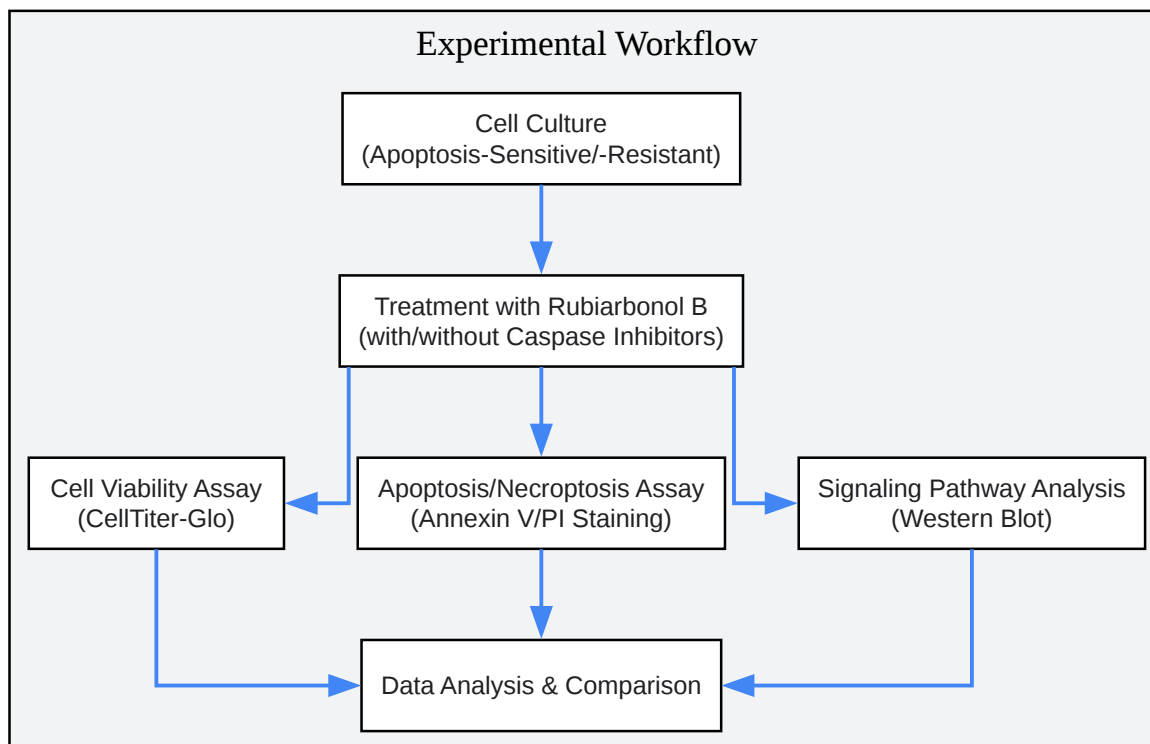 Experimental Workflow
Cell Culture
(Apoptosis-Sensitive/-Resistant)
Treatment with Rubiarbonol B
(with/without Caspase Inhibitors)
Cell Viability Assay
(CellTiter-Glo)
Apoptosis/Necroptosis Assay
(Annexin V/PI Staining)
Signaling Pathway Analysis
(Western Blot)
Data Analysis & Comparison